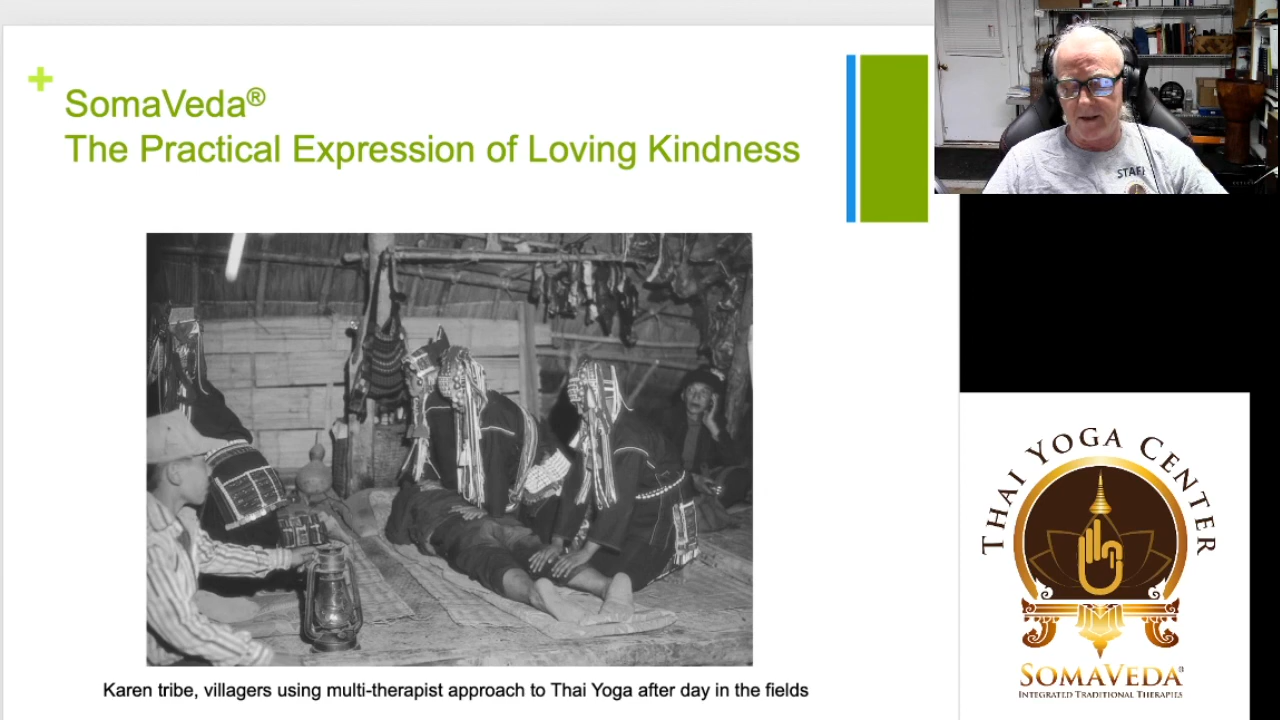 SomaVeda®
The Practical Expression of Loving Kindness
STAFF
Karen tribe, villagers using multi-therapist approach to Thai Yoga after day in the fields
THAI YOGA CENTER
SOMAVEDA®
INTEGRATED TRADITIONAL THERAPIES